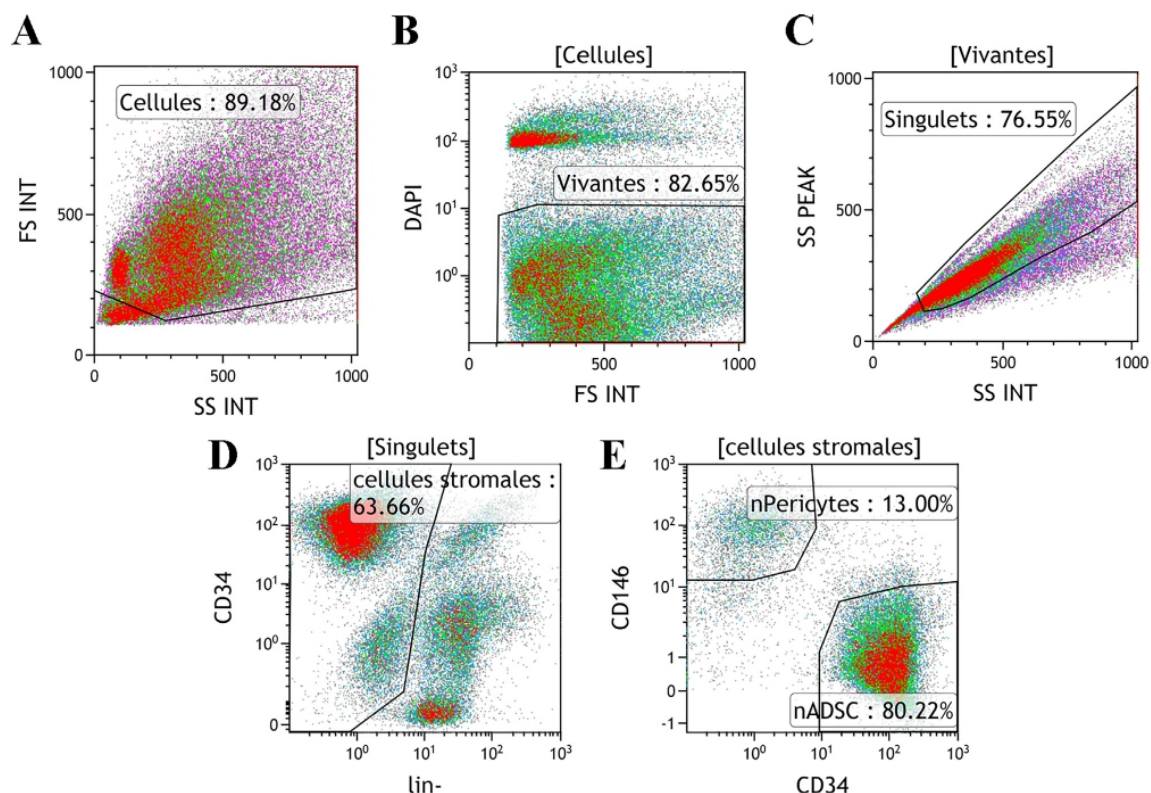 A
Cellules : 89.18%
FS INT
1000
500
0
0
500
1000
SS INT
B
[Cellules]
Vivantes : 82.65%
DAPI
10³
10²
10¹
10⁰
0
500
1000
FS INT
C
[Vivantes]
Singulets : 76.55%
SS PEAK
1000
500
0
0
500
1000
SS INT
D
[Singulets]
cellules stromales :
63.66%
CD34
10³
10²
10¹
10⁰
0
10⁰
10¹
10²
10³
lin-
E
[cellules stromales]
nPericytes : 13.00%
nADSC : 80.22%
CD146
10³
10²
10¹
1
0
-1
10⁰
10¹
10²
10³
CD34